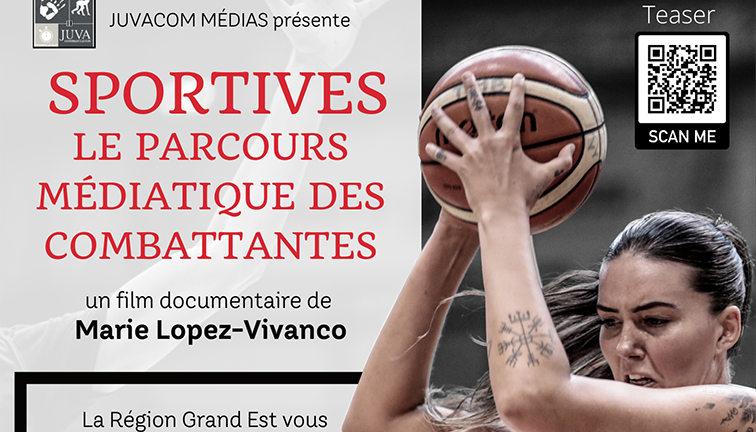 JUVA
JUVACOM MÉDIAS présente
SPORTIVES
LE PARCOURS
MÉDIATIQUE DES
COMBATTANTES
un film documentaire de
Marie Lopez-Vivanco
La Région Grand Est vous
Teaser
SCAN ME